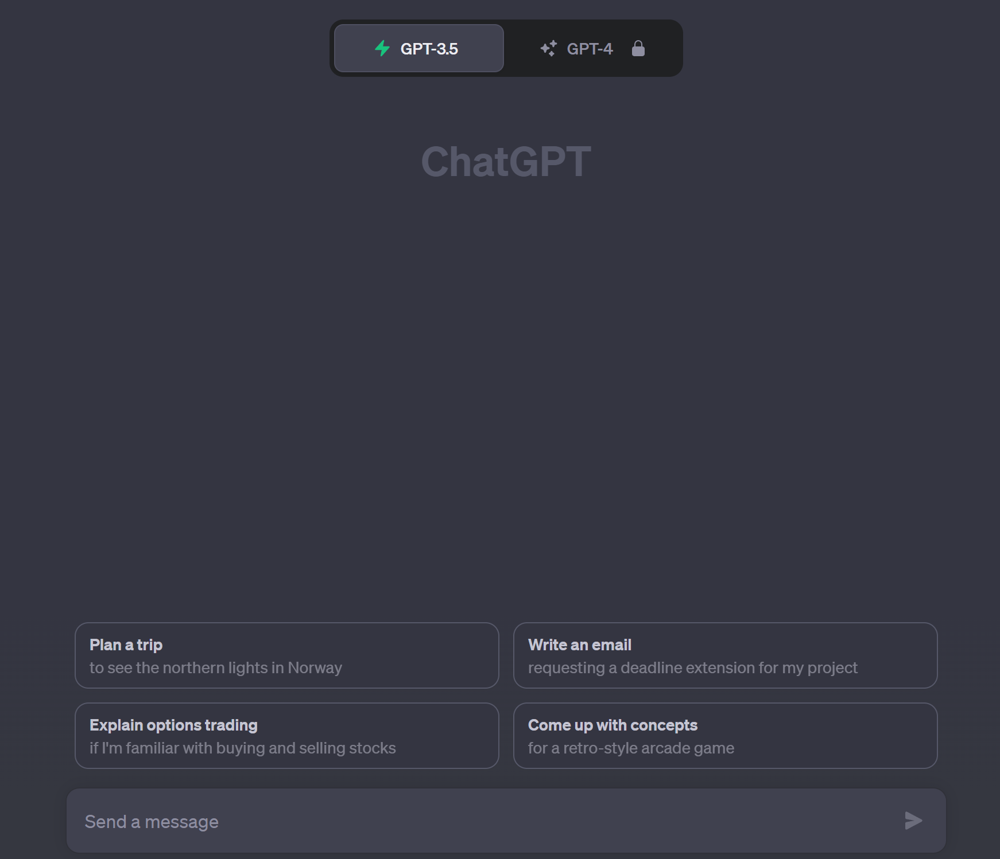 GPT-3.5
GPT-4
ChatGPT
Plan a trip
to see the northern lights in Norway
Write an email
requesting a deadline extension for my project
Explain options trading
if I'm familiar with buying and selling stocks
Come up with concepts
for a retro-style arcade game
Send a message